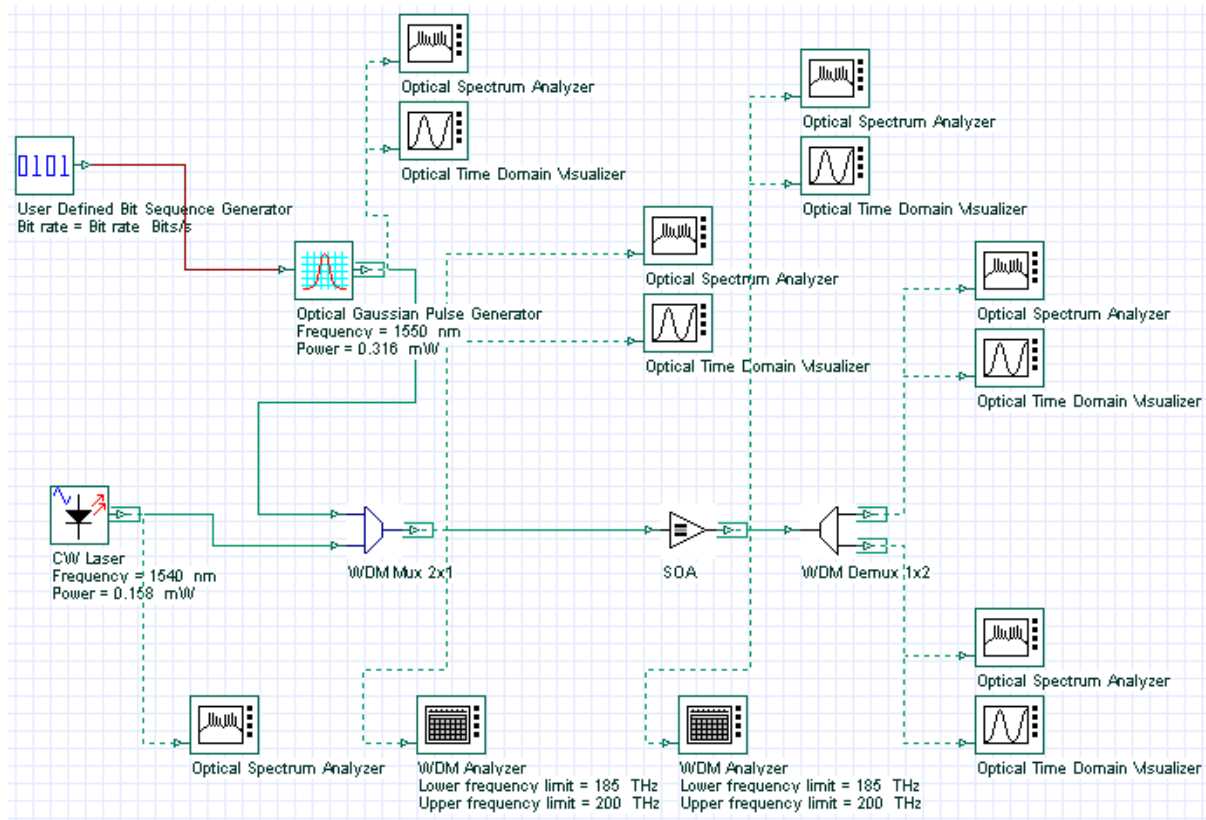 Optical Spectrum Analyzer
Optical Time Domain Visualizer
Optical Spectrum Analyzer
Optical Time Domain Visualizer
0101
User Defined Bit Sequence Generator
Bit rate = Bit rate Bits/s
Optical Spectrum Analyzer
Optical Time Domain Visualizer
Optical Gaussian Pulse Generator
Frequency = 1550 nm
Power = 0.316 mW
Optical Spectrum Analyzer
Optical Time Domain Visualizer
CW Laser
Frequency = 1540 nm
Power = 0.158 mW
WDM Mux 2x1
SOA
WDM Demux 1x2
Optical Spectrum Analyzer
Optical Time Domain Visualizer
Optical Spectrum Analyzer
WDM Analyzer
Lower frequency limit = 185 THz
Upper frequency limit = 200 THz
WDM Analyzer
Lower frequency limit = 185 THz
Upper frequency limit = 200 THz